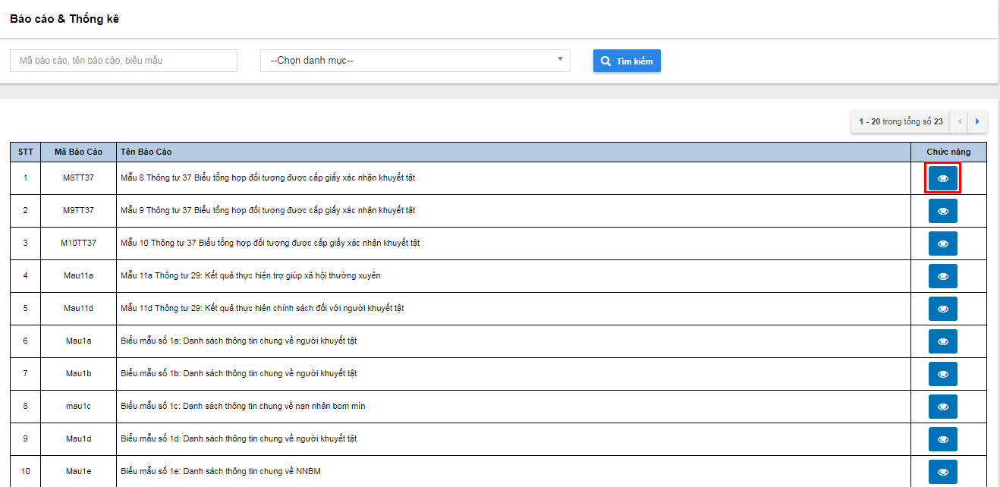 Báo cáo & Thống kê
Mã báo cáo, tên báo cáo, biểu mẫu
--Chọn danh mục--
Tìm kiếm
1 - 20 trong tổng số 23
STT Mã Báo Cáo Tên Báo Cáo Chức năng
1 M8TT37 Mẫu 8 Thông tư 37 Biểu tổng hợp đối tượng được cấp giấy xác nhận khuyết tật
2 M9TT37 Mẫu 9 Thông tư 37 Biểu tổng hợp đối tượng được cấp giấy xác nhận khuyết tật
3 M10TT37 Mẫu 10 Thông tư 37 Biểu tổng hợp đối tượng được cấp giấy xác nhận khuyết tật
4 Mau11a Mẫu 11a Thông tư 29: Kết quả thực hiện trợ giúp xã hội thường xuyên
5 Mau11d Mẫu 11d Thông tư 29: Kết quả thực hiện chính sách đối với người khuyết tật
6 Mau1a Biểu mẫu số 1a: Danh sách thông tin chung về người khuyết tật
7 Mau1b Biểu mẫu số 1b: Danh sách thông tin chung về người khuyết tật
8 mau1c Biểu mẫu số 1c: Danh sách thông tin chung về nạn nhân bom mìn
9 Mau1d Biểu mẫu số 1d: Danh sách thông tin chung về người khuyết tật
10 Mau1e Biểu mẫu số 1e: Danh sách thông tin chung về NNBM